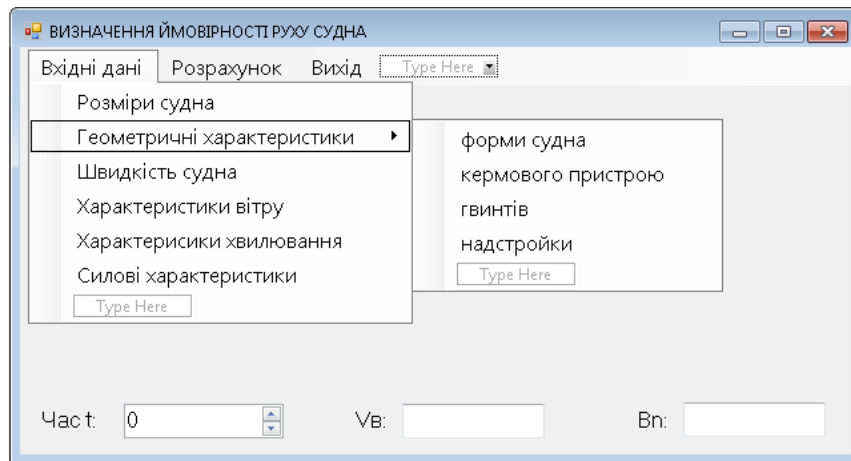 ВИЗНАЧЕННЯ ЙМОВІРНОСТІ РУХУ СУДНА
Вхідні дані Розрахунок Вихід Type Here
Розміри судна
Геометричні характеристики
форми судна
Швидкість судна
кермового пристрою
Характеристики вітру
гвинтів
Характерисики хвилювання
надстройки
Силові характеристики
Type Here
Type Here
Час t: 0 Vв: Вп: